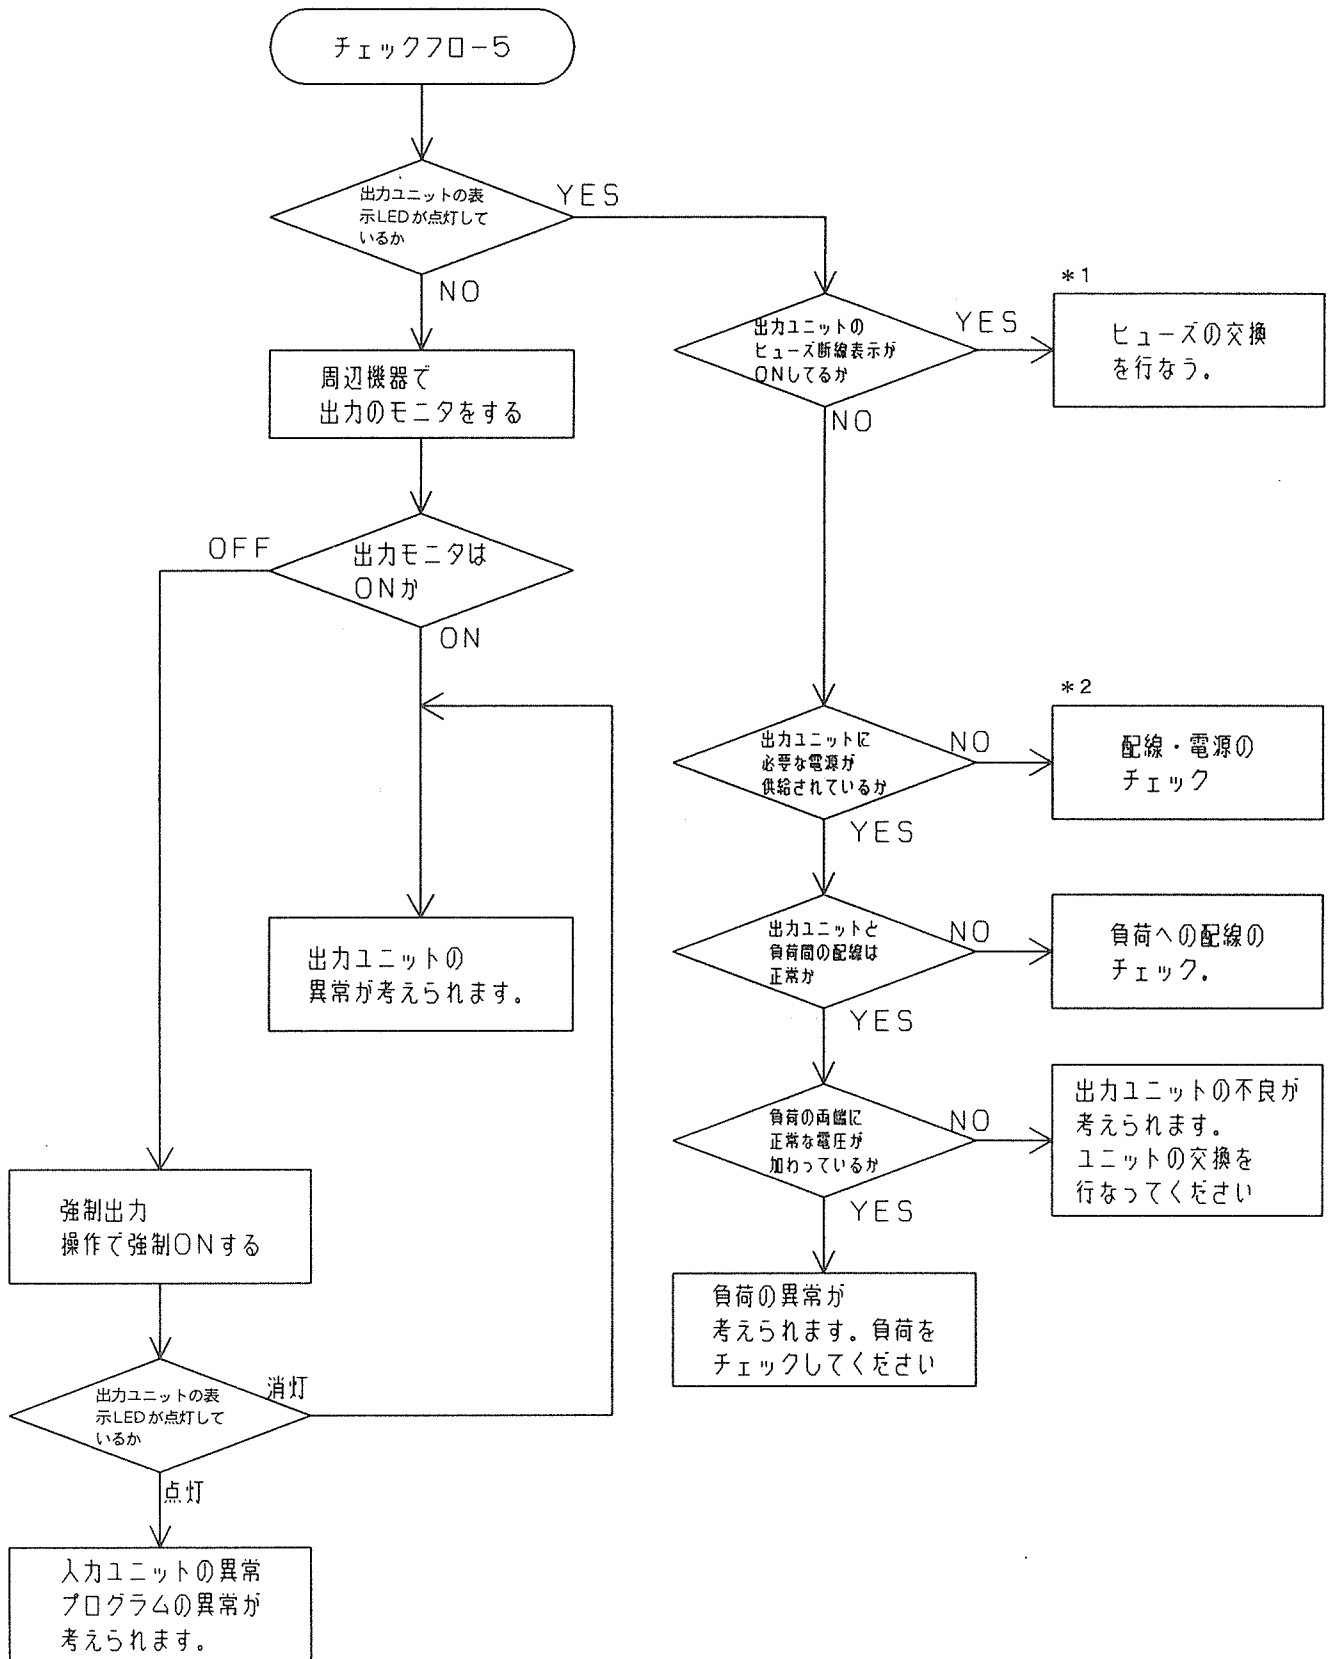 チェックフロー5
出力ユニットの表
示LEDが点灯して
いるか
YES
NO
周辺機器で
出力のモニタをする
出力モニタは
ONか
OFF
ON
出力ユニットの
異常が考えられます。
強制出力
操作で強制ONする
出力ユニットの表
示LEDが点灯して
いるか
消灯
点灯
入力ユニットの異常
プログラムの異常が
考えられます。
出力ユニットの
ヒューズ断線表示が
ONしてるか
YES
*1
ヒューズの交換
を行なう。
NO
出力ユニットに
必要な電源が
供給されているか
NO
*2
配線・電源の
チェック
YES
出力ユニットと
負荷間の配線は
正常か
NO
負荷への配線の
チェック.
YES
負荷の両端に
正常な電圧が
加わっているか
NO
出力ユニットの不良が
考えられます。
ユニットの交換を
行なってください
YES
負荷の異常が
考えられます。負荷を
チェックしてください